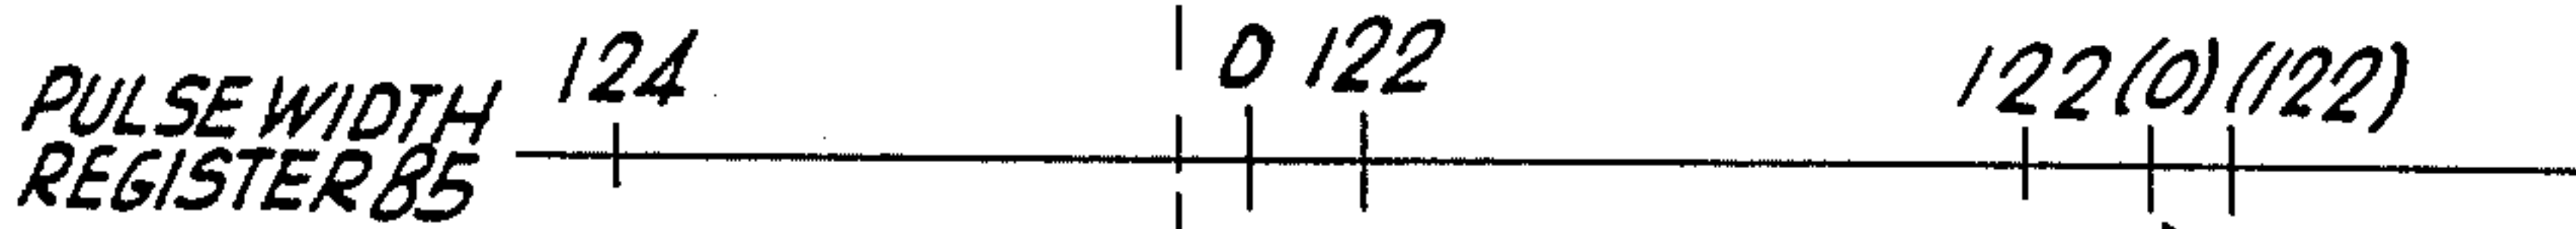 124 0 122 122 (0) (122)
PULSE WIDTH
REGISTER 85